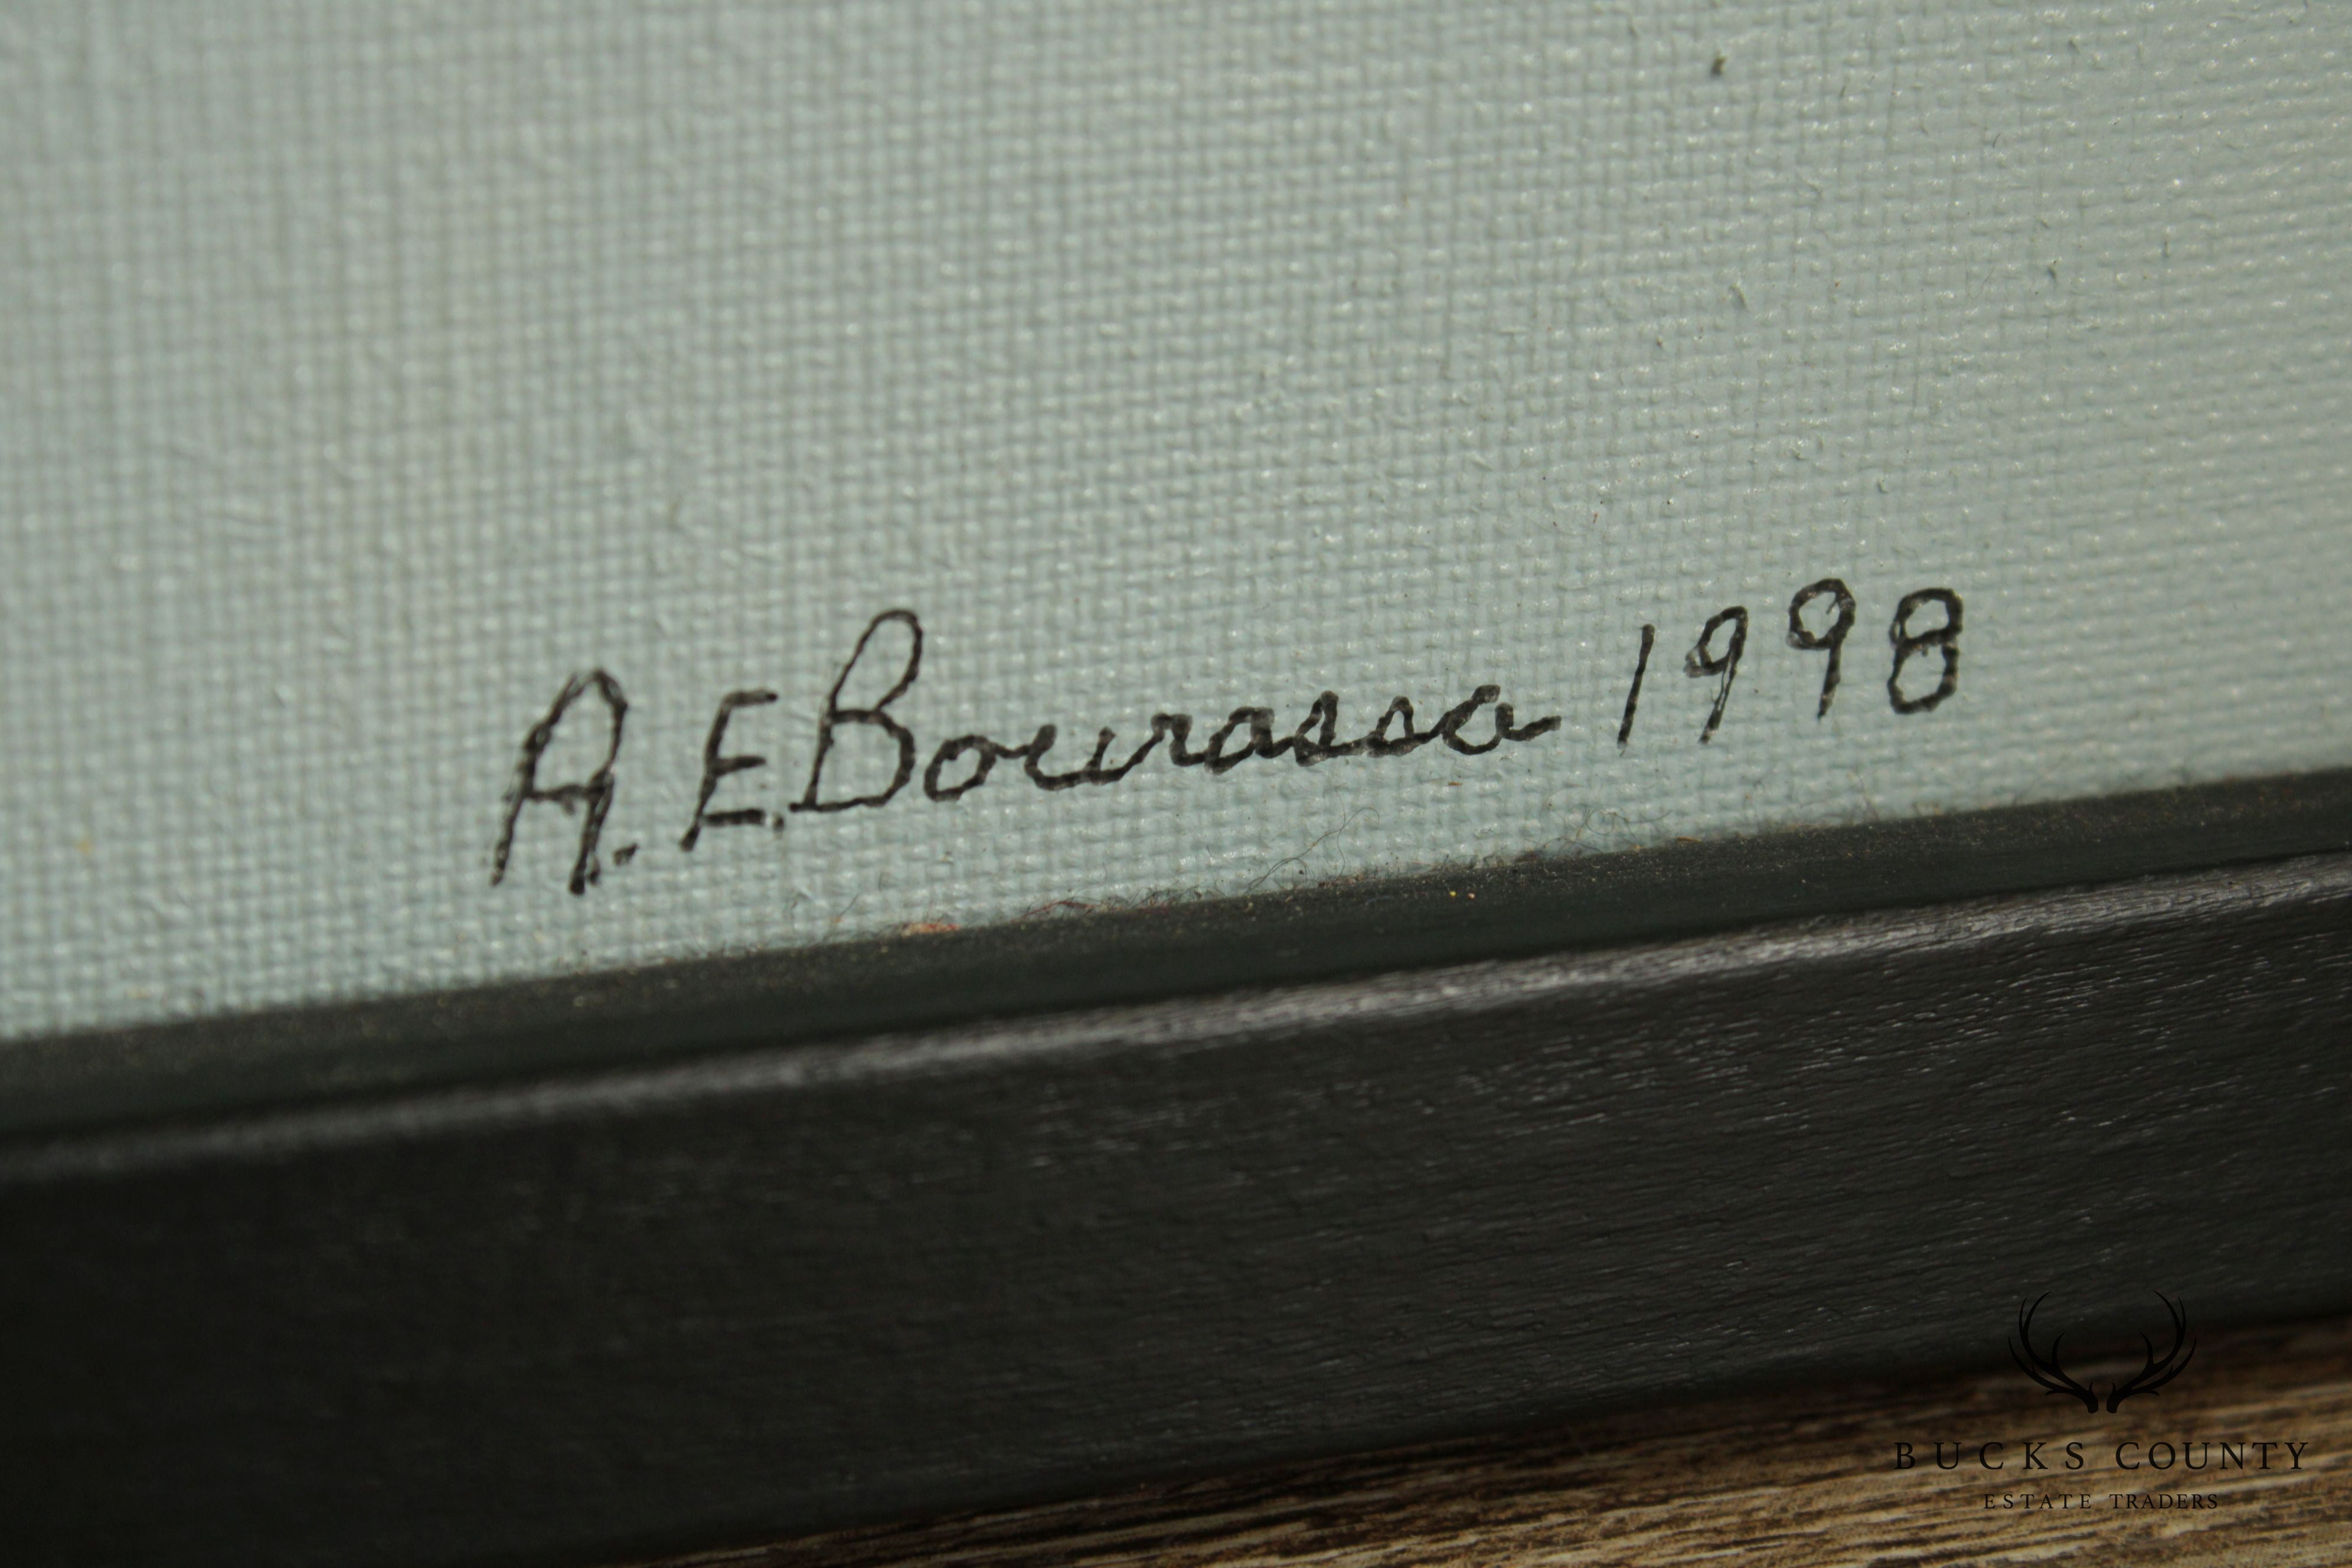 A. E. Bourassa 1998
BUCKS COUNTY
ESTATE TRADERS